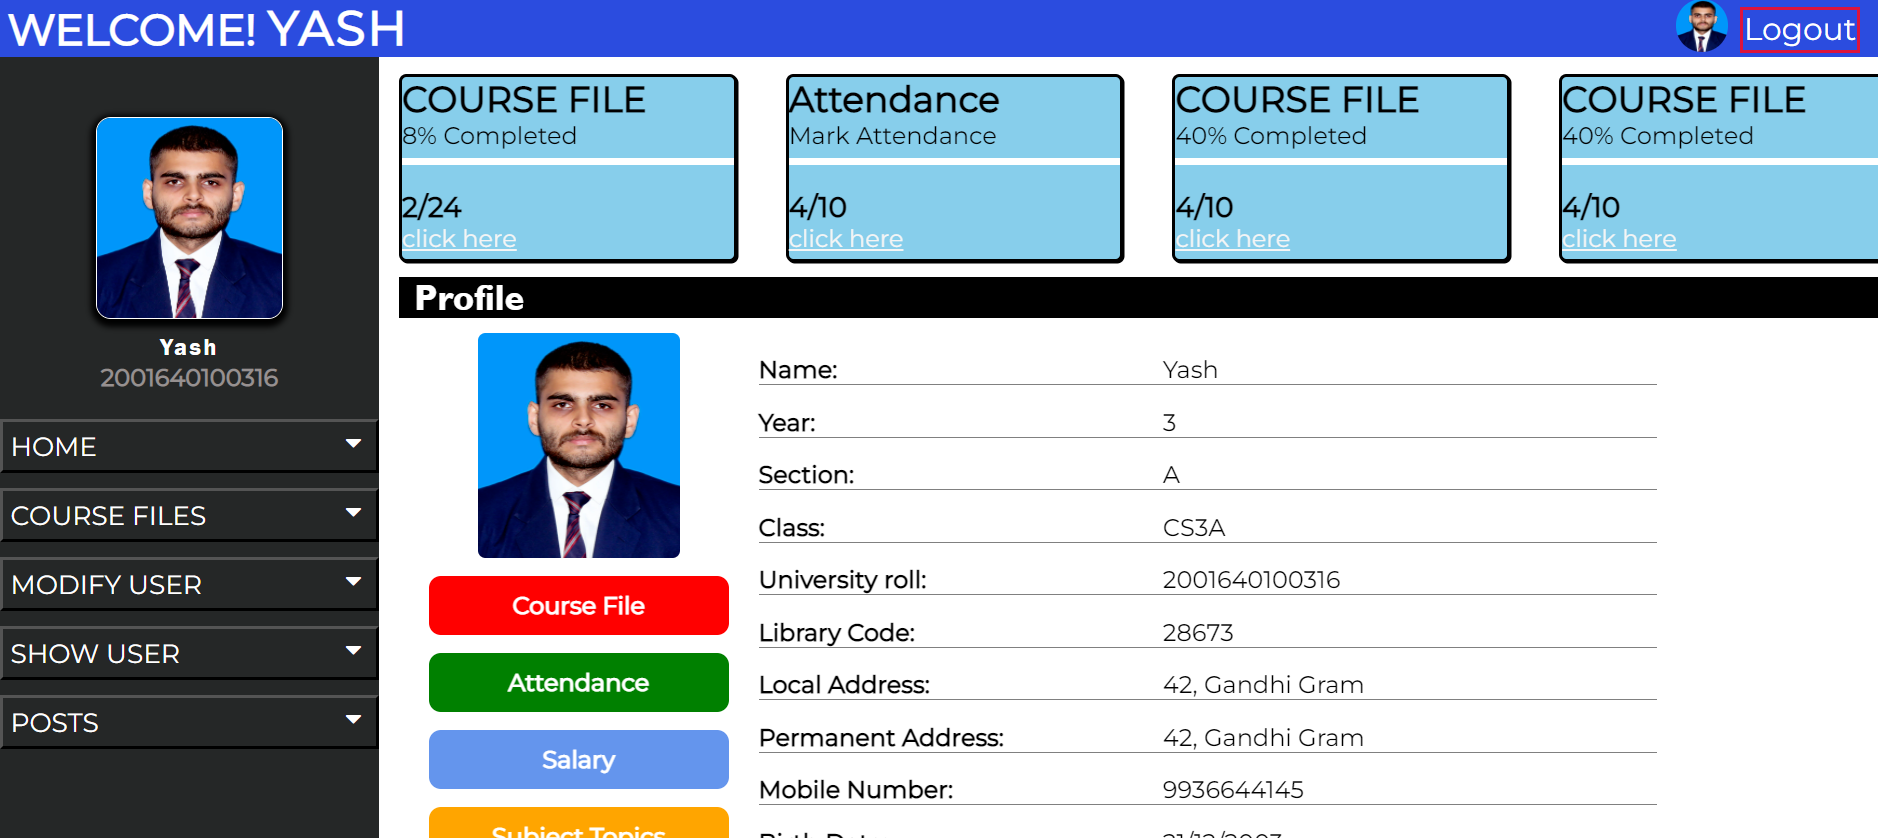 WELCOME! YASH
Logout
Yash
2001640100316
HOME
COURSE FILES
MODIFY USER
SHOW USER
POSTS
COURSE FILE
8% Completed
2/24
click here
Attendance
Mark Attendance
4/10
click here
COURSE FILE
40% Completed
4/10
click here
COURSE FILE
40% Completed
4/10
click here
Profile
Course File
Attendance
Salary
Subject Topics
Name: Yash
Year: 3
Section: A
Class: CS3A
University roll: 2001640100316
Library Code: 28673
Local Address: 42, Gandhi Gram
Permanent Address: 42, Gandhi Gram
Mobile Number: 9936644145